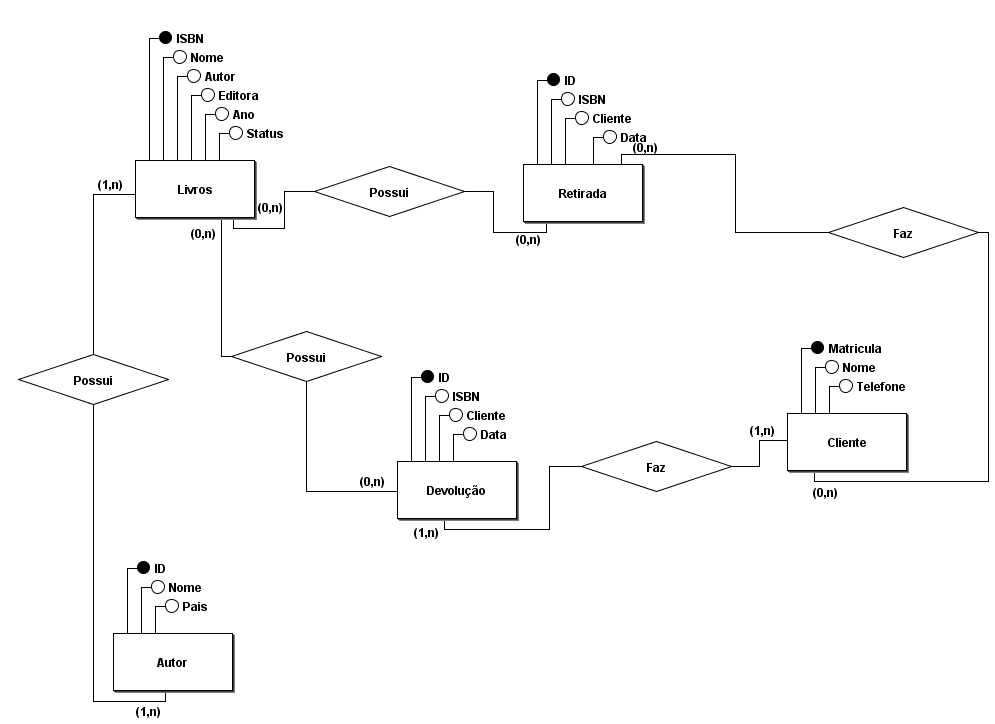 ISBN
Nome
Autor
Editora
Ano
Status
Livros
(1,n)
(0,n)
(0,n)
Possui
ID
ISBN
Cliente
Data
(0,n)
Retirada
(0,n)
Faz
Possui
Possui
ID
ISBN
Cliente
Data
(0,n)
Devolução
(1,n)
Faz
Matricula
Nome
Telefone
(1,n)
Cliente
(0,n)
ID
Nome
Pais
Autor
(1,n)